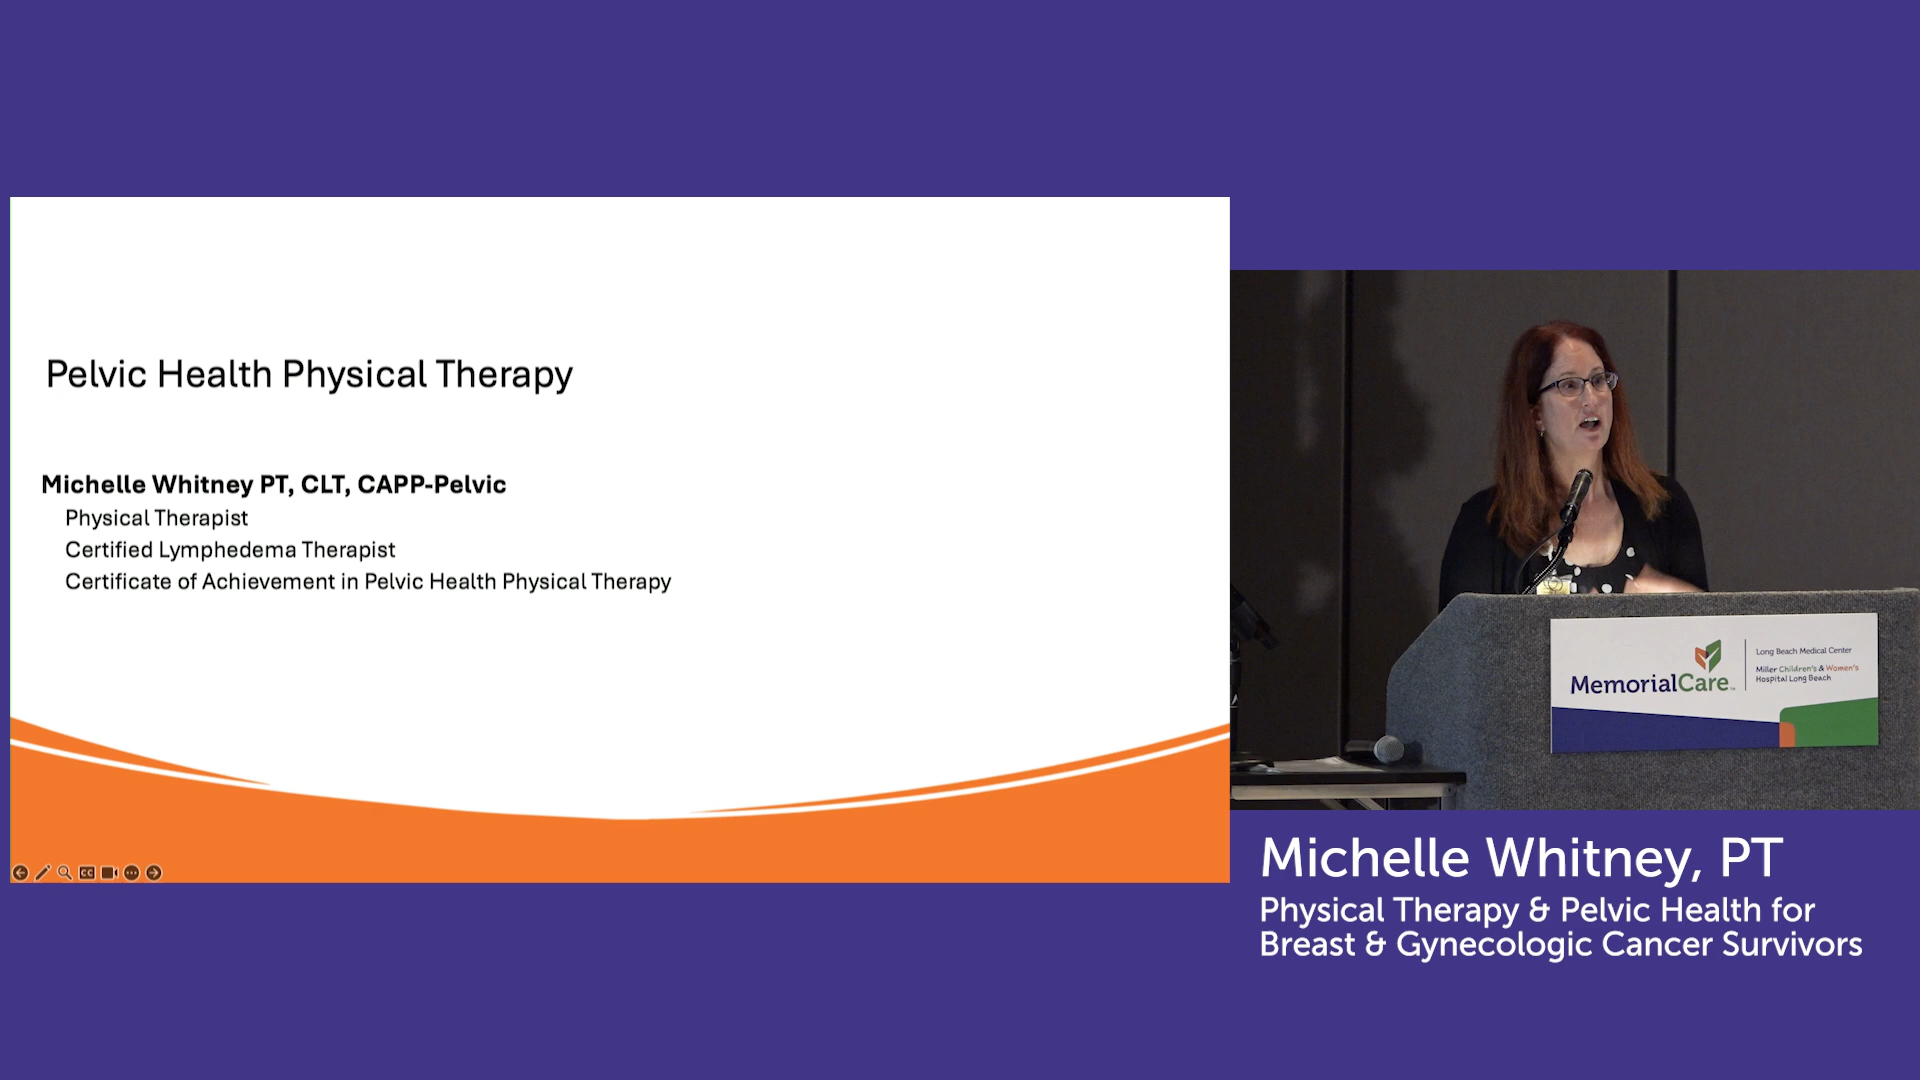 Pelvic Health Physical Therapy
Michelle Whitney PT, CLT, CAPP-Pelvic
Physical Therapist
Certified Lymphedema Therapist
Certificate of Achievement in Pelvic Health Physical Therapy
CC
MemorialCare™
Long Beach Medical Center
Miller Children's & Women's
Hospital Long Beach
Michelle Whitney, PT
Physical Therapy & Pelvic Health for
Breast & Gynecologic Cancer Survivors